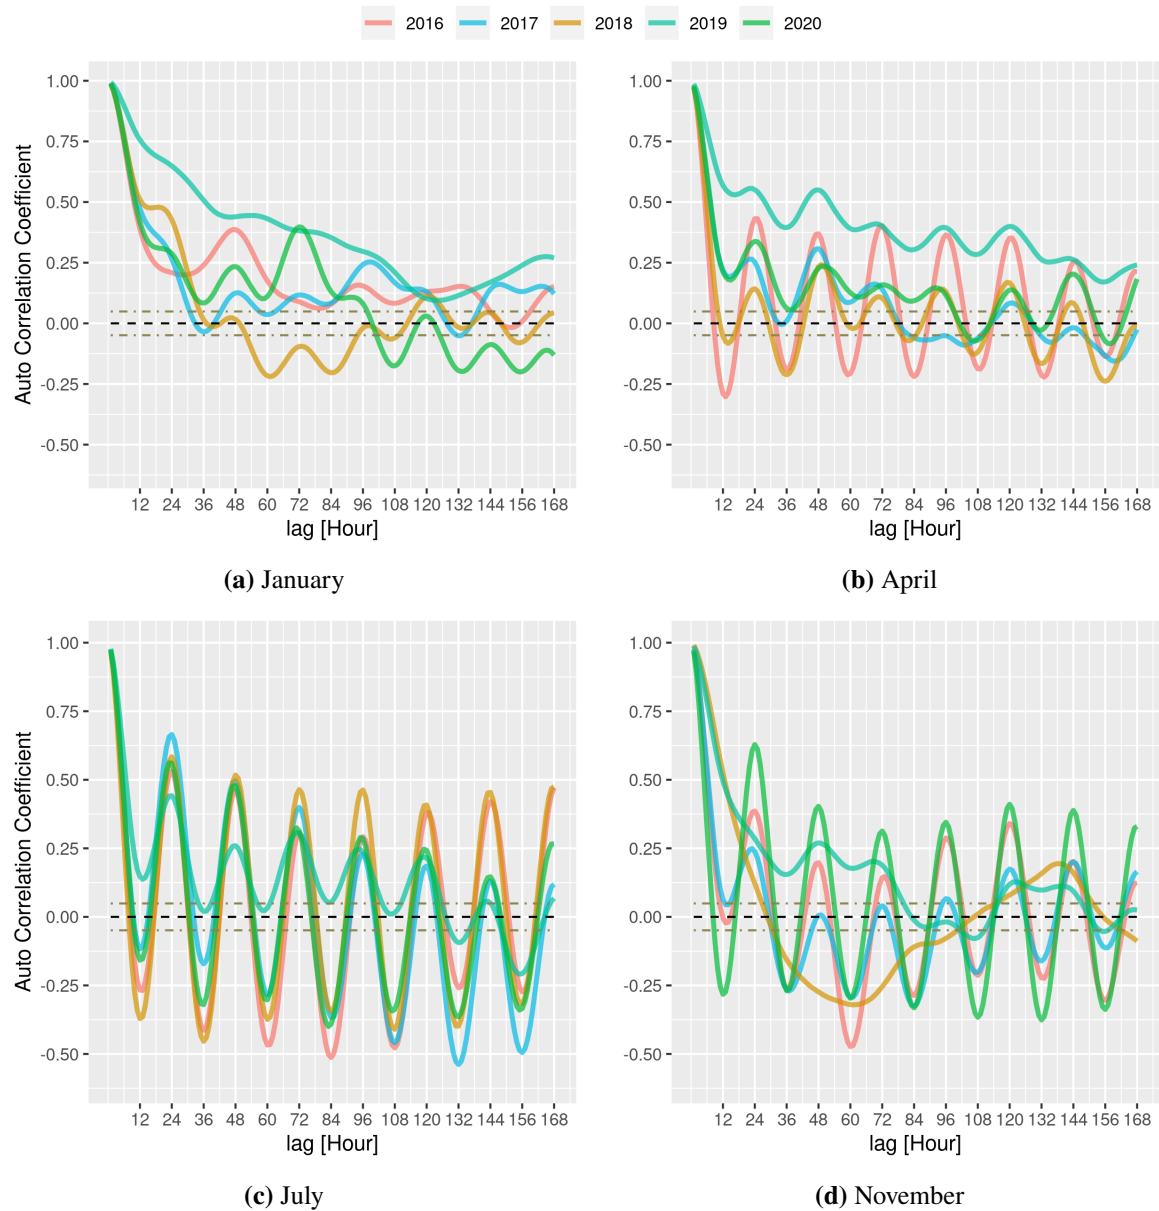 2016 2017 2018 2019 2020
1.00
0.75
0.50
0.25
0.00
-0.25
-0.50
Auto Correlation Coefficient
12 24 36 48 60 72 84 96 108 120 132 144 156 168
lag [Hour]
(a) January
1.00
0.75
0.50
0.25
0.00
-0.25
-0.50
12 24 36 48 60 72 84 96 108 120 132 144 156 168
lag [Hour]
(b) April
1.00
0.75
0.50
0.25
0.00
-0.25
-0.50
Auto Correlation Coefficient
12 24 36 48 60 72 84 96 108 120 132 144 156 168
lag [Hour]
(c) July
1.00
0.75
0.50
0.25
0.00
-0.25
-0.50
12 24 36 48 60 72 84 96 108 120 132 144 156 168
lag [Hour]
(d) November